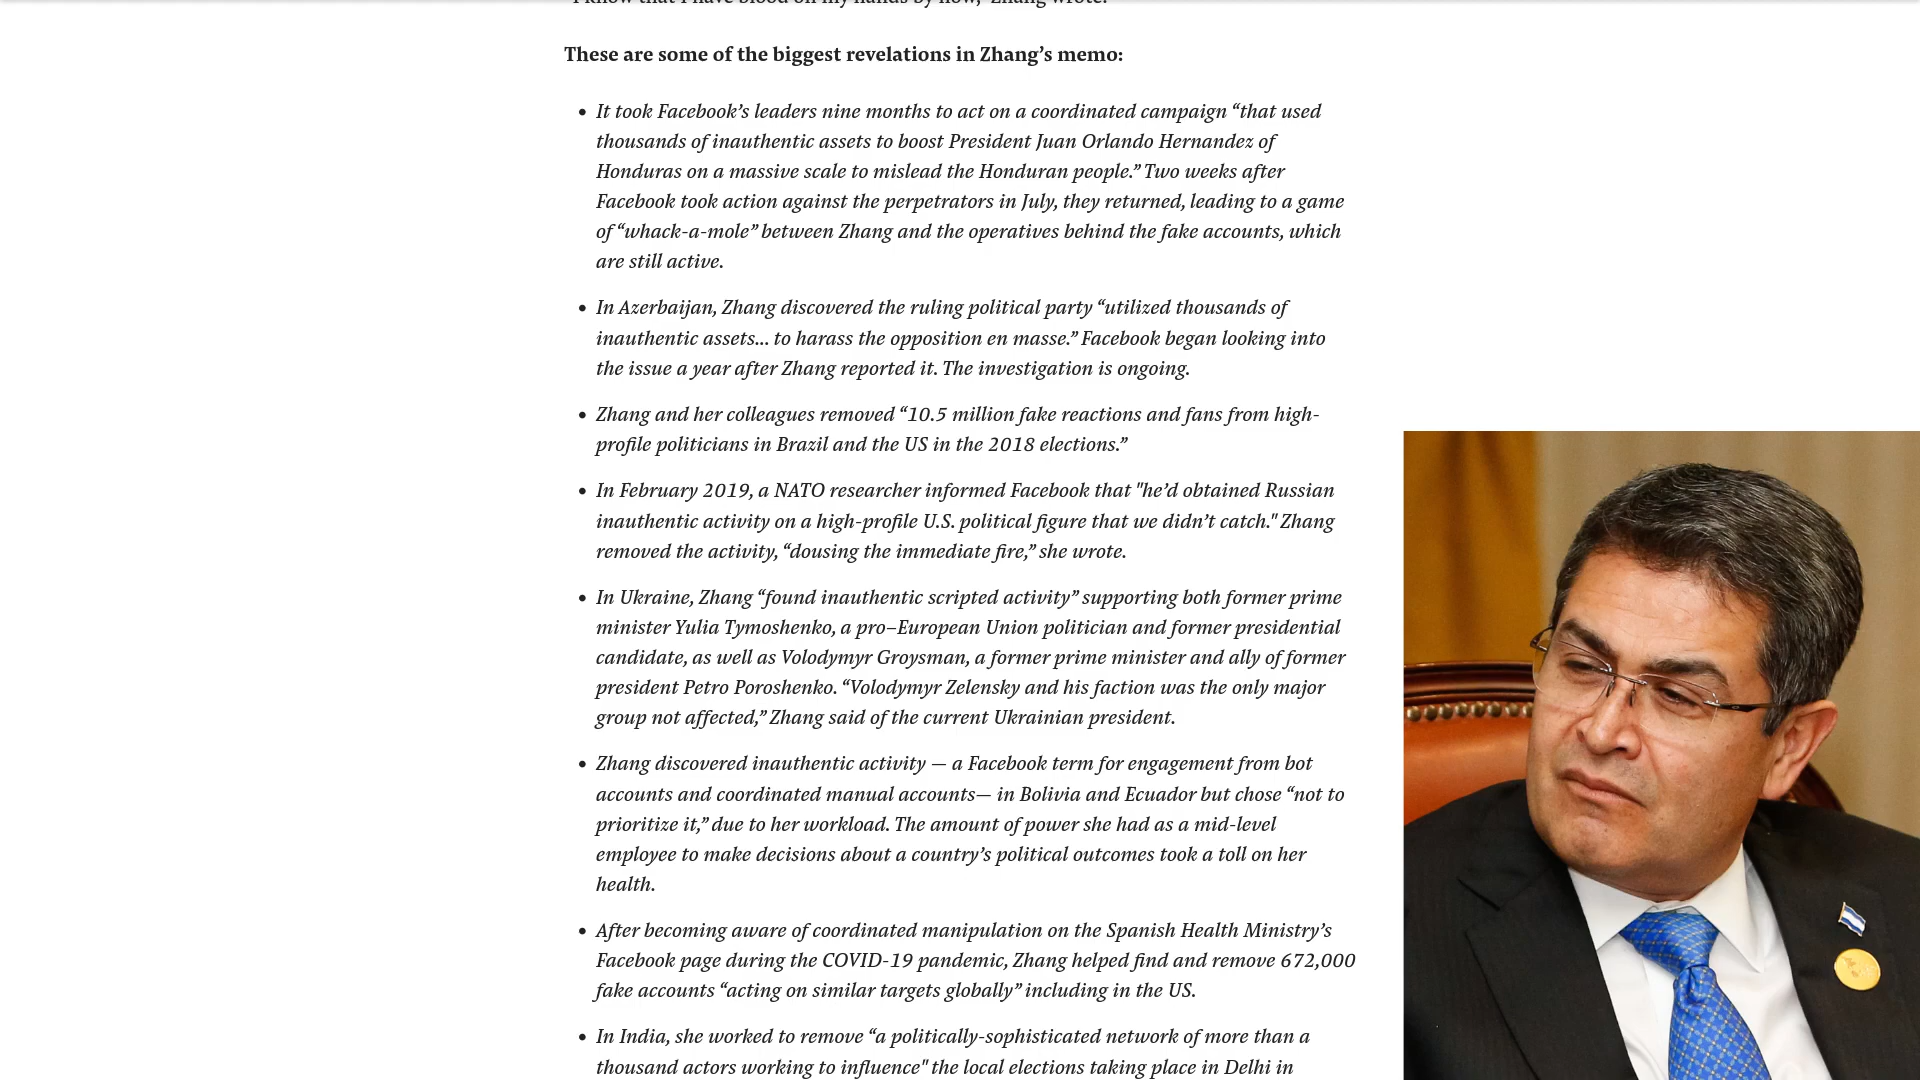 "I know that I have blood on my hands by now," Zhang wrote.
These are some of the biggest revelations in Zhang’s memo:
• It took Facebook’s leaders nine months to act on a coordinated campaign “that used
thousands of inauthentic assets to boost President Juan Orlando Hernandez of
Honduras on a massive scale to mislead the Honduran people.” Two weeks after
Facebook took action against the perpetrators in July, they returned, leading to a game
of “whack-a-mole” between Zhang and the operatives behind the fake accounts, which
are still active.
• In Azerbaijan, Zhang discovered the ruling political party “utilized thousands of
inauthentic assets... to harass the opposition en masse.” Facebook began looking into
the issue a year after Zhang reported it. The investigation is ongoing.
• Zhang and her colleagues removed “10.5 million fake reactions and fans from high-
profile politicians in Brazil and the US in the 2018 elections.”
• In February 2019, a NATO researcher informed Facebook that "he’d obtained Russian
inauthentic activity on a high-profile U.S. political figure that we didn’t catch." Zhang
removed the activity, “dousing the immediate fire,” she wrote.
• In Ukraine, Zhang “found inauthentic scripted activity” supporting both former prime
minister Yulia Tymoshenko, a pro–European Union politician and former presidential
candidate, as well as Volodymyr Groysman, a former prime minister and ally of former
president Petro Poroshenko. “Volodymyr Zelensky and his faction was the only major
group not affected,” Zhang said of the current Ukrainian president.
• Zhang discovered inauthentic activity — a Facebook term for engagement from bot
accounts and coordinated manual accounts— in Bolivia and Ecuador but chose “not to
prioritize it,” due to her workload. The amount of power she had as a mid-level
employee to make decisions about a country’s political outcomes took a toll on her
health.
• After becoming aware of coordinated manipulation on the Spanish Health Ministry’s
Facebook page during the COVID-19 pandemic, Zhang helped find and remove 672,000
fake accounts “acting on similar targets globally” including in the US.
• In India, she worked to remove “a politically-sophisticated network of more than a
thousand actors working to influence" the local elections taking place in Delhi in